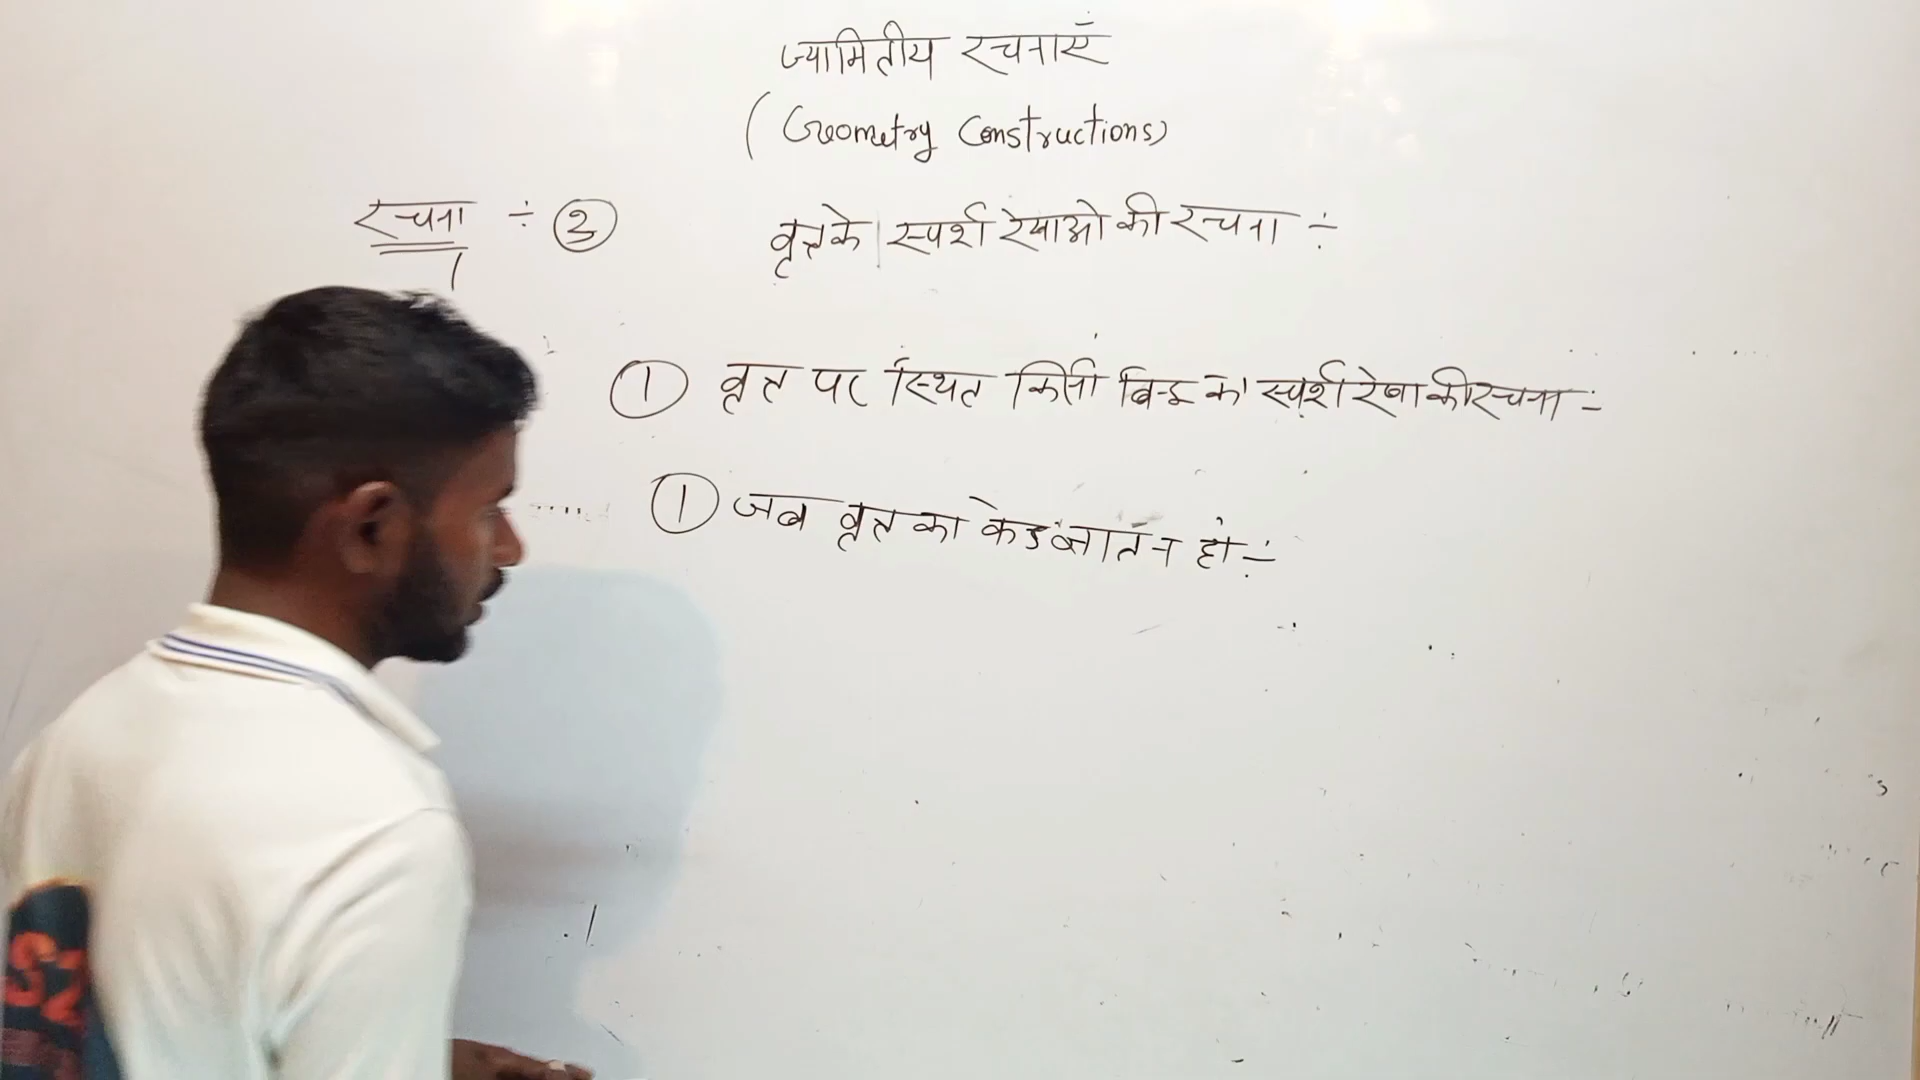 ज्यामितीय रचनाएँ
(Geometry Constructions)
रचना ÷ ② वृत्त के स्पर्श रेखाओ की रचना ÷
① वृत पर स्थित किसी बिन्दु को स्पर्श रेखा की रचना -
① जब वृत का केन्द्र ज्ञात न हो ÷